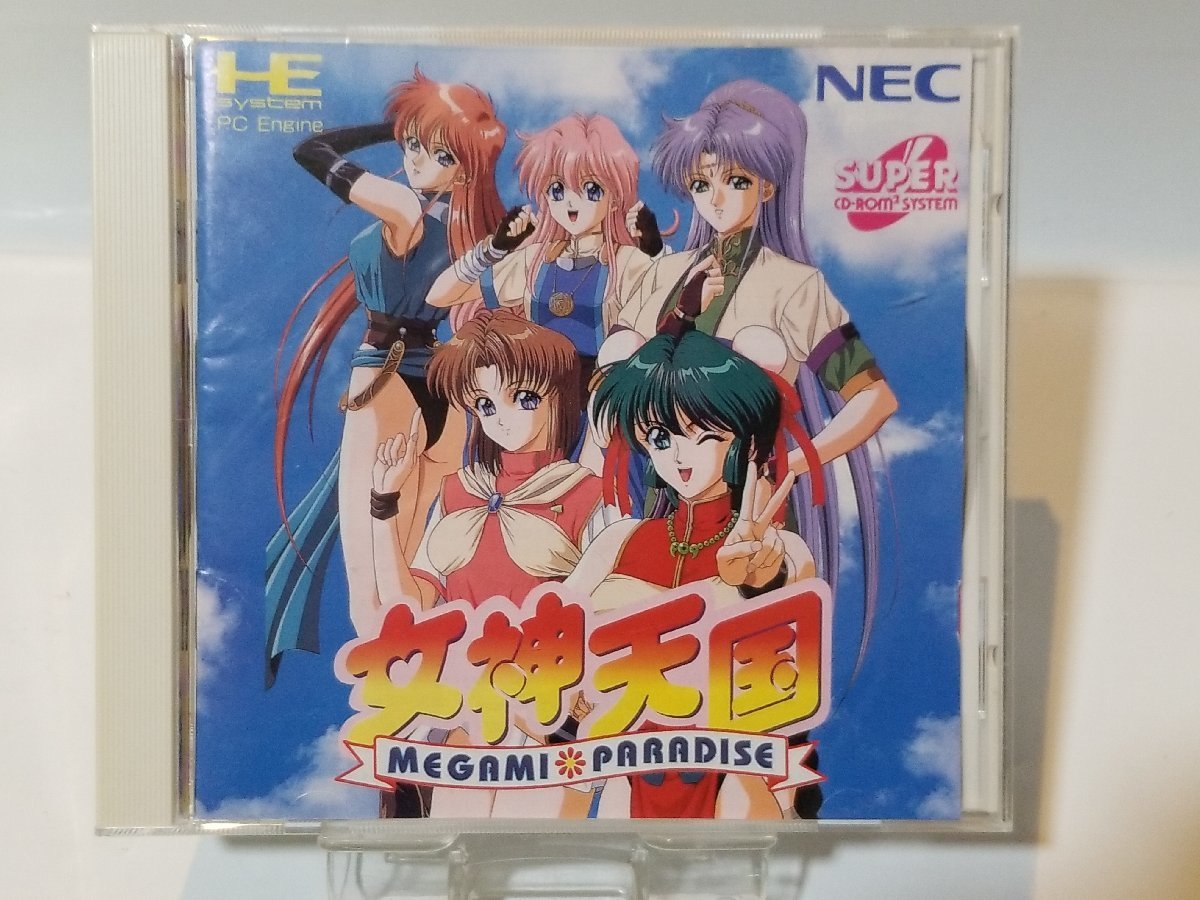 HE
system
PC Engine
NEC
SUPER
CD-ROM² SYSTEM
女神天国
MEGAMI PARADISE